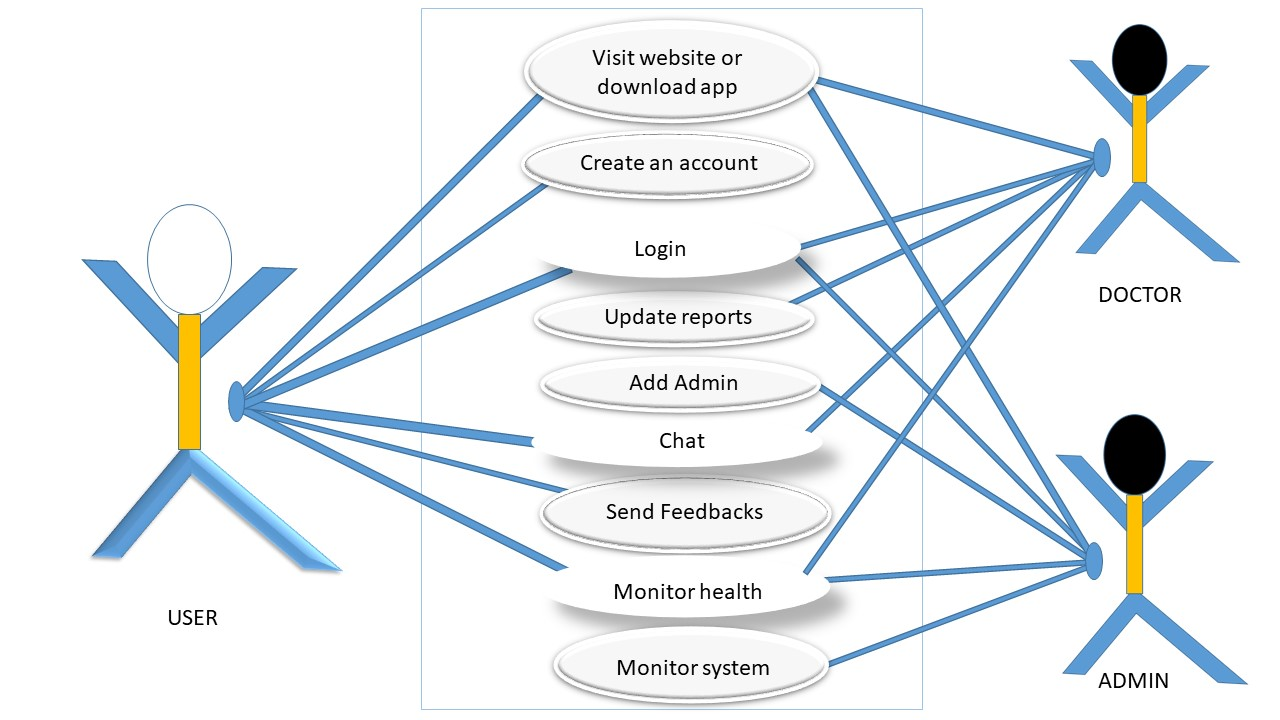 Visit website or
download app
Create an account
Login
Update reports
Add Admin
Chat
Send Feedbacks
Monitor health
Monitor system
USER
DOCTOR
ADMIN